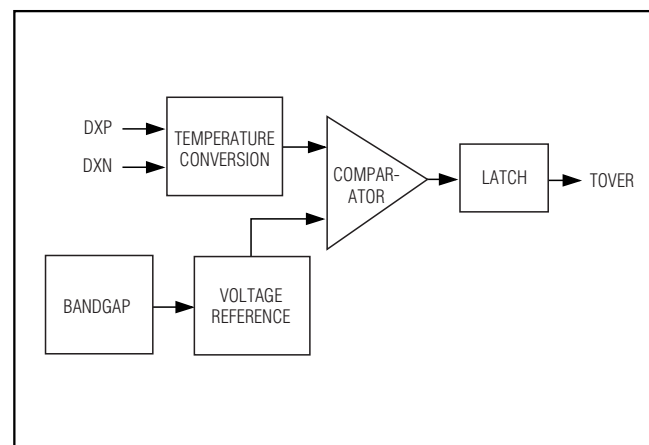 DXP
DXN
TEMPERATURE
CONVERSION
COMPAR-
ATOR
LATCH
TOVER
BANDGAP
VOLTAGE
REFERENCE